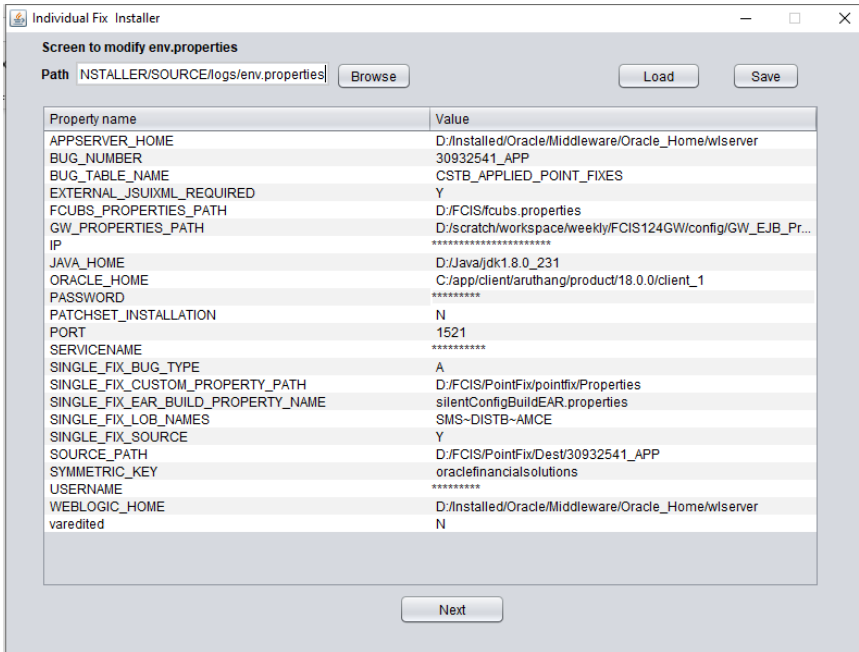 Individual Fix Installer
Screen to modify env.properties
Path NSTALLER/SOURCE/logs/env.properties Browse Load Save
Property name Value
APPSERVER_HOME D:/Installed/Oracle/Middleware/Oracle_Home/wlserver
BUG_NUMBER 30932541_APP
BUG_TABLE_NAME CSTB_APPLIED_POINT_FIXES
EXTERNAL_JSUIXML_REQUIRED Y
FCUBS_PROPERTIES_PATH D:/FCIS/fcubs.properties
GW_PROPERTIES_PATH D:/scratch/workspace/weekly/FCIS124GW/config/GW_EJB_Pr...
IP ***********************
JAVA_HOME D:/Java/jdk1.8.0_231
ORACLE_HOME C:/app/client/aruthang/product/18.0.0/client_1
PASSWORD *********
PATCHSET_INSTALLATION N
PORT 1521
SERVICENAME **********
SINGLE_FIX_BUG_TYPE A
SINGLE_FIX_CUSTOM_PROPERTY_PATH D:/FCIS/PointFix/pointfix/Properties
SINGLE_FIX_EAR_BUILD_PROPERTY_NAME silentConfigBuildEAR.properties
SINGLE_FIX_LOB_NAMES SMS~DISTB~AMCE
SINGLE_FIX_SOURCE Y
SOURCE_PATH D:/FCIS/PointFix/Dest/30932541_APP
SYMMETRIC_KEY oraclefinancialsolutions
USERNAME *********
WEBLOGIC_HOME D:/Installed/Oracle/Middleware/Oracle_Home/wlserver
varedited N
Next